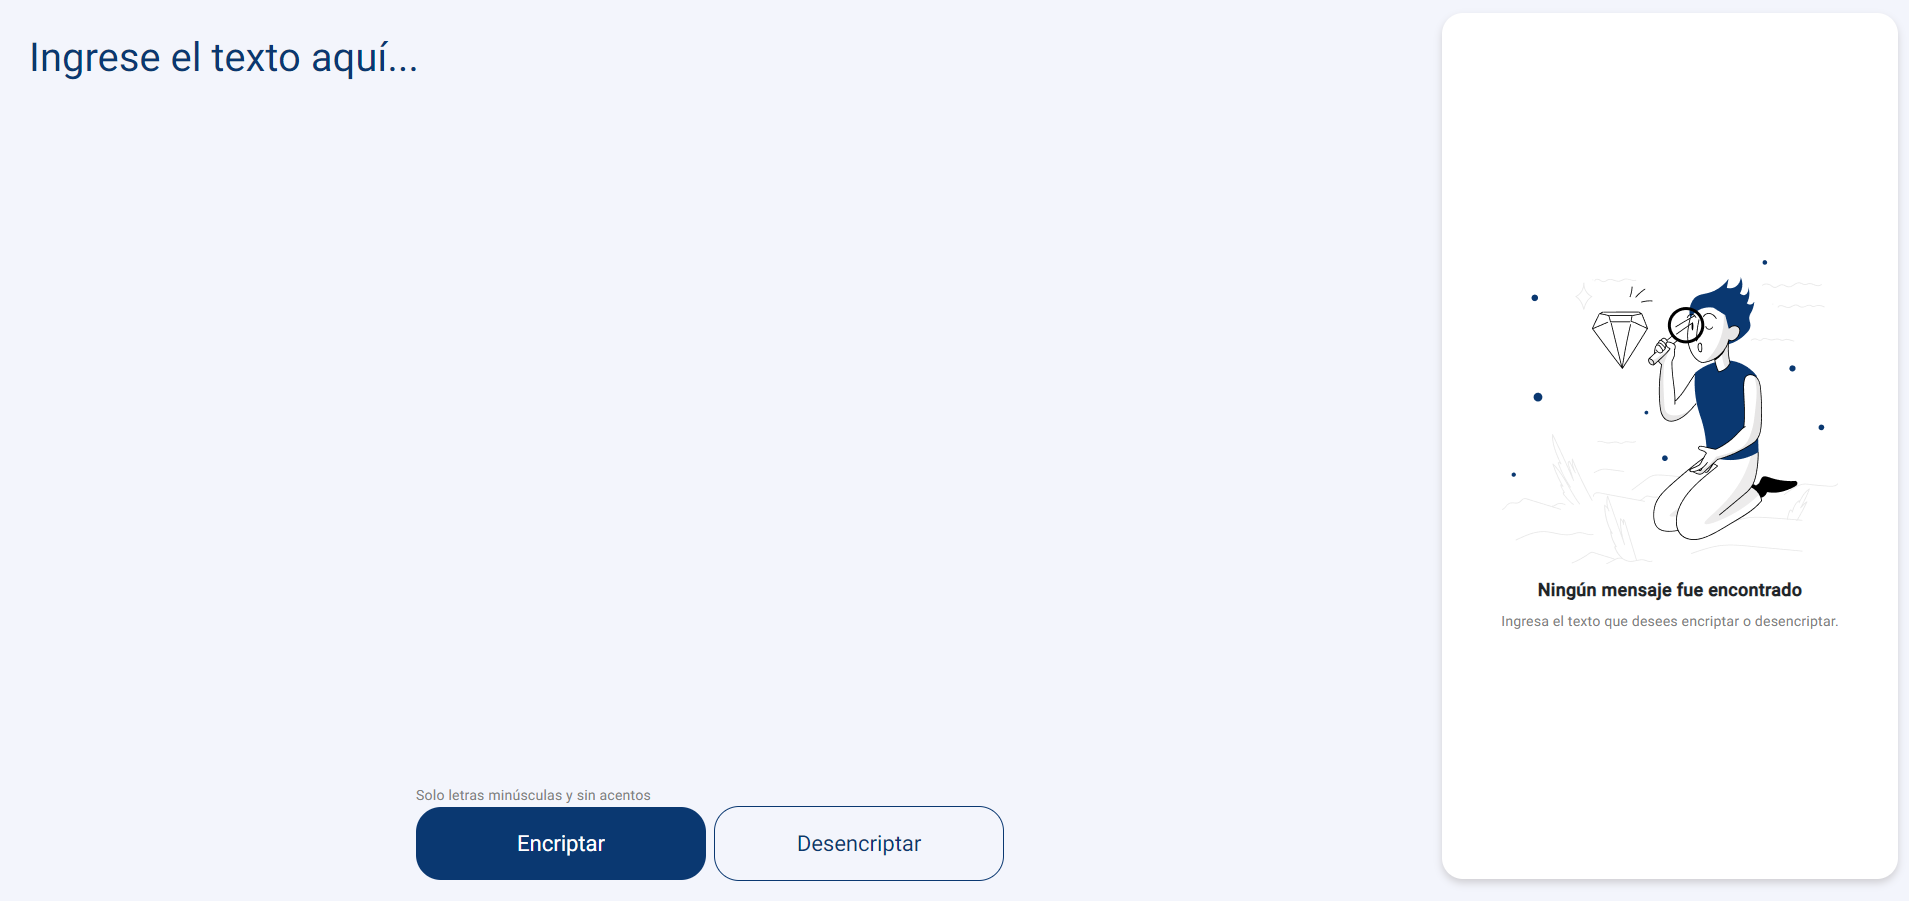 Ingrese el texto aquí...
Ningún mensaje fue encontrado
Ingresa el texto que desees encriptar o desencriptar.
Solo letras minúsculas y sin acentos
Encriptar
Desencriptar